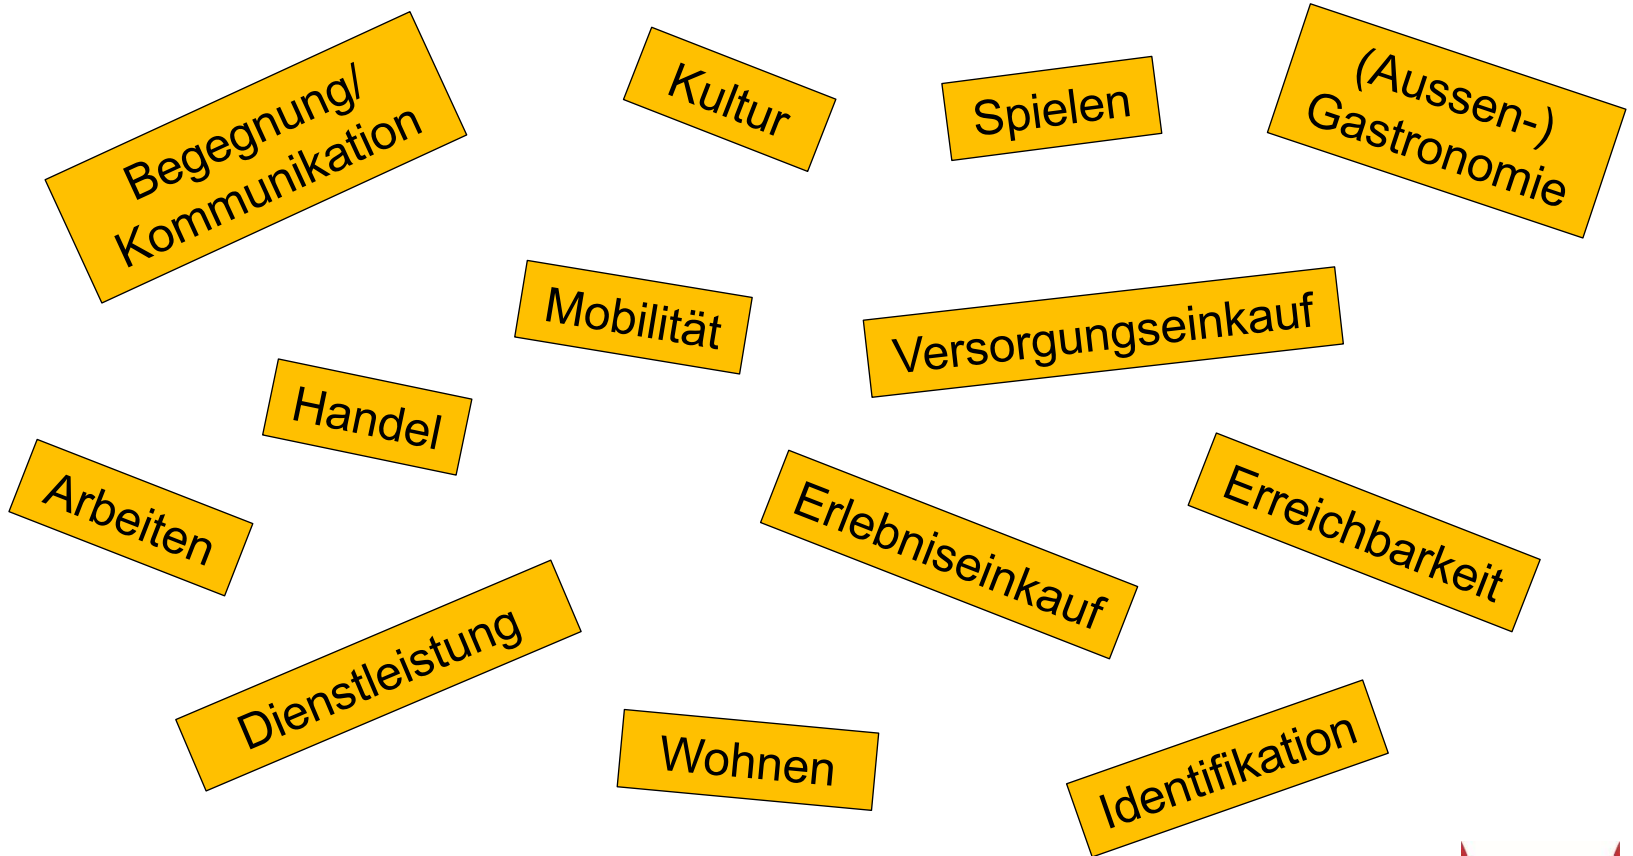 Begegnung/
Kommunikation
Kultur
Spielen
(Aussen-)
Gastronomie
Mobilität
Versorgungseinkauf
Handel
Arbeiten
Erlebniseinkauf
Erreichbarkeit
Dienstleistung
Wohnen
Identifikation